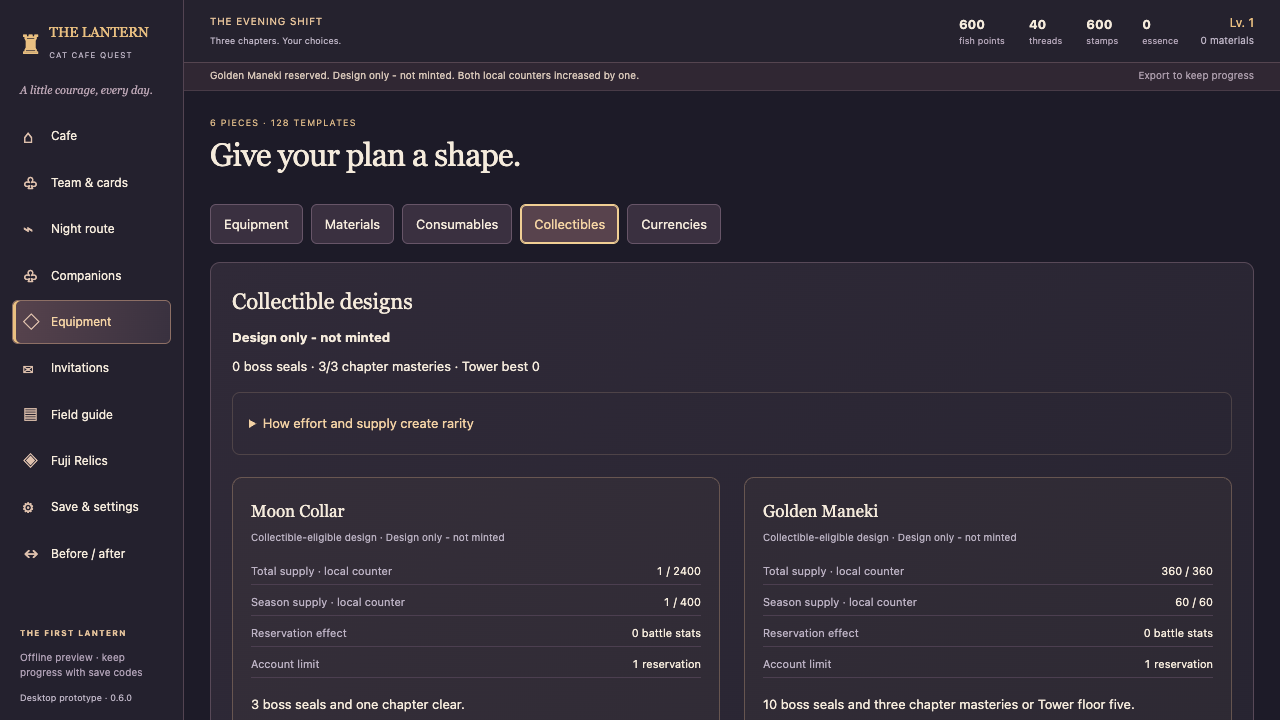 THE LANTERN
CAT CAFE QUEST
A little courage, every day.
Cafe
Team & cards
Night route
Companions
Equipment
Invitations
Field guide
Fuji Relics
Save & settings
Before / after
THE FIRST LANTERN
Offline preview · keep
progress with save codes
Desktop prototype · 0.6.0
THE EVENING SHIFT
Three chapters. Your choices.
600
fish points
40
threads
600
stamps
0
essence
Lv. 1
0 materials
Golden Maneki reserved. Design only - not minted. Both local counters increased by one.
Export to keep progress
6 PIECES · 128 TEMPLATES
Give your plan a shape.
Equipment
Materials
Consumables
Collectibles
Currencies
Collectible designs
Design only - not minted
0 boss seals · 3/3 chapter masteries · Tower best 0
How effort and supply create rarity
Moon Collar
Collectible-eligible design · Design only - not minted
Total supply · local counter 1 / 2400
Season supply · local counter 1 / 400
Reservation effect 0 battle stats
Account limit 1 reservation
3 boss seals and one chapter clear.
Golden Maneki
Collectible-eligible design · Design only - not minted
Total supply · local counter 360 / 360
Season supply · local counter 60 / 60
Reservation effect 0 battle stats
Account limit 1 reservation
10 boss seals and three chapter masteries or Tower floor five.